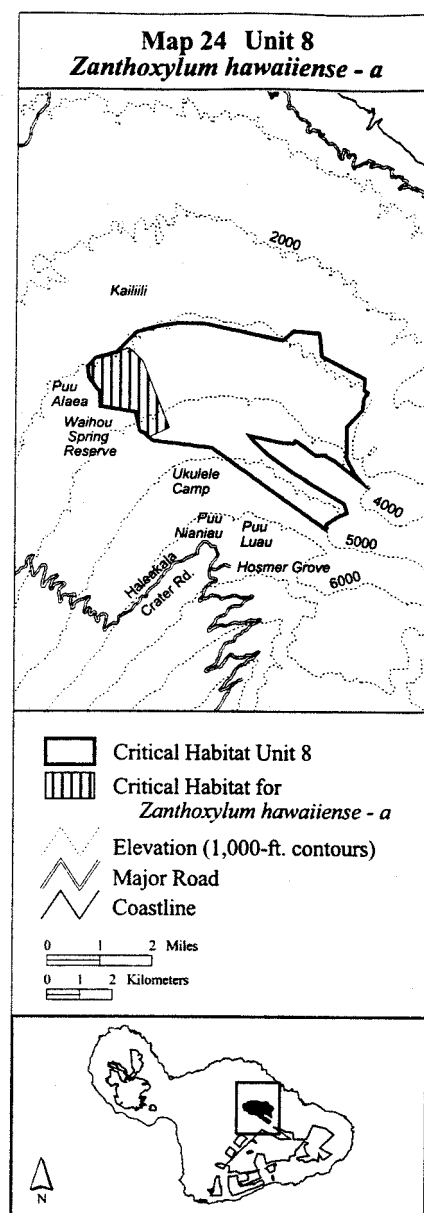 Map 24 Unit 8
Zanthoxylum hawaiiense - a
2000
Kailiili
Puu
Alaea
Waihou
Spring
Reserve
Ukulele
Camp
4000
Puu
Nianiau
Puu
Luau
5000
Haleakala
Crater Rd.
Hosmer Grove
6000
Critical Habitat Unit 8
Critical Habitat for
Zanthoxylum hawaiiense - a
Elevation (1,000-ft. contours)
Major Road
Coastline
0 1 2 Miles
0 1 2 Kilometers
N